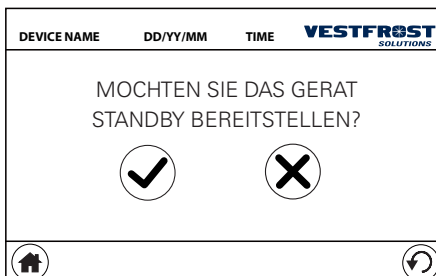 DEVICE NAME DD/YY/MM TIME VESTFROST
SOLUTIONS
MOCHTEN SIE DAS GERAT
STANDBY BEREITSTELLEN?